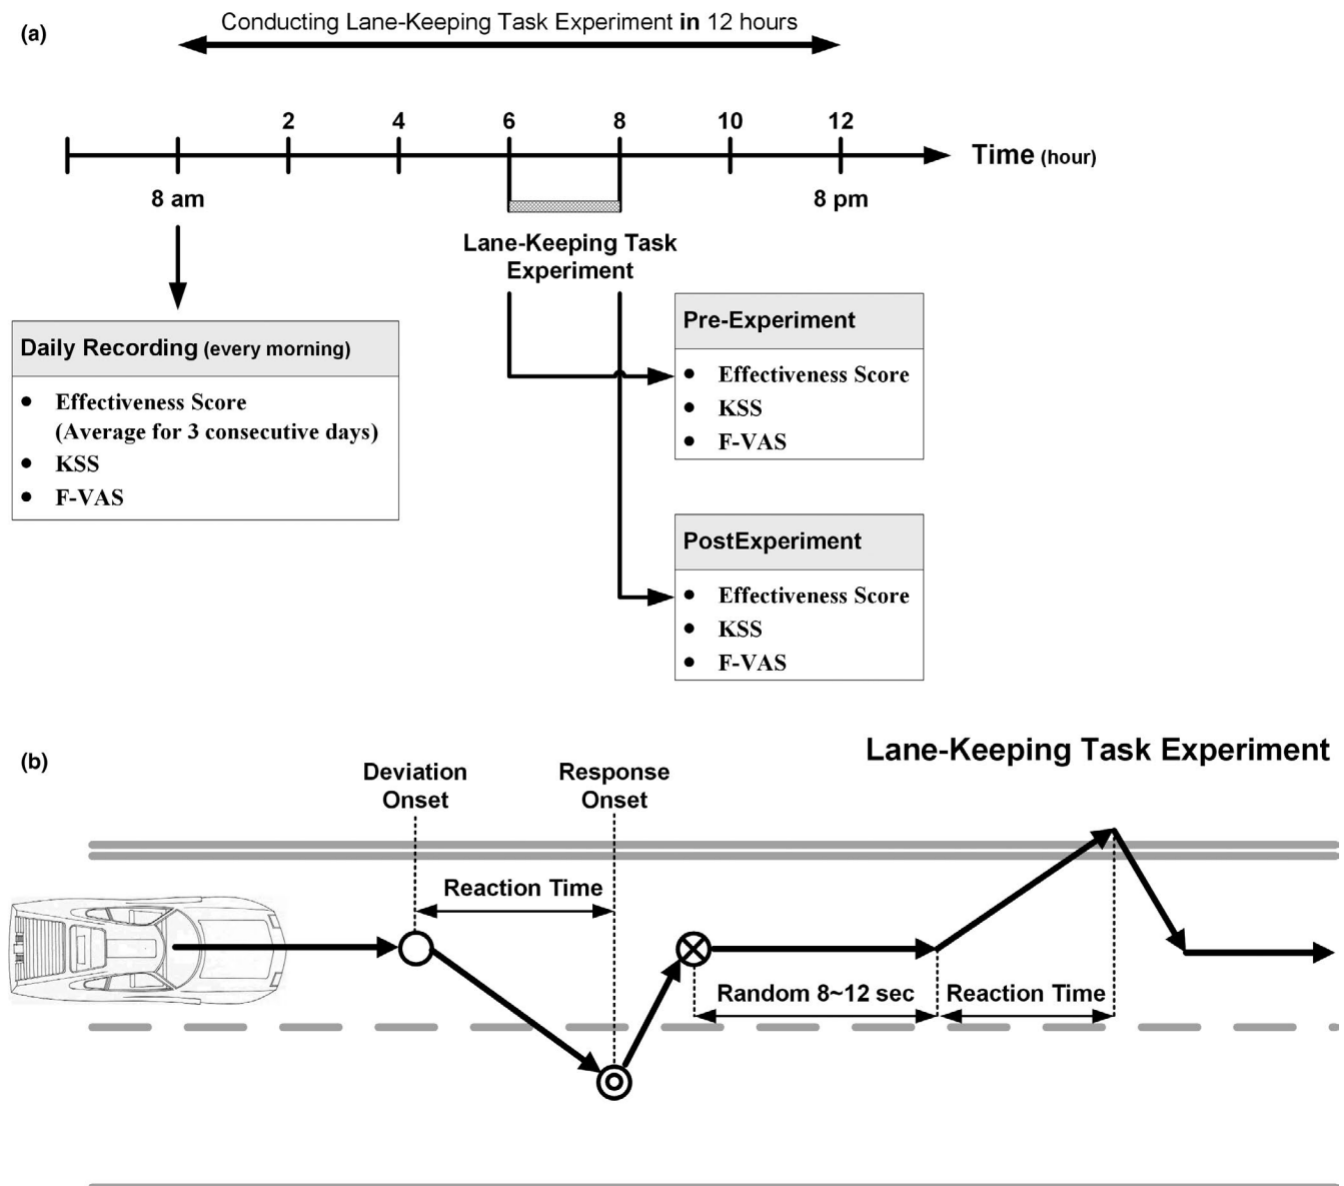 (a)
Conducting Lane-Keeping Task Experiment in 12 hours
2 4 6 8 10 12
Time (hour)
8 am 8 pm
Lane-Keeping Task
Experiment
Daily Recording (every morning)
• Effectiveness Score
(Average for 3 consecutive days)
• KSS
• F-VAS
Pre-Experiment
• Effectiveness Score
• KSS
• F-VAS
PostExperiment
• Effectiveness Score
• KSS
• F-VAS
(b)
Lane-Keeping Task Experiment
Deviation
Onset
Response
Onset
Reaction Time
Random 8~12 sec
Reaction Time